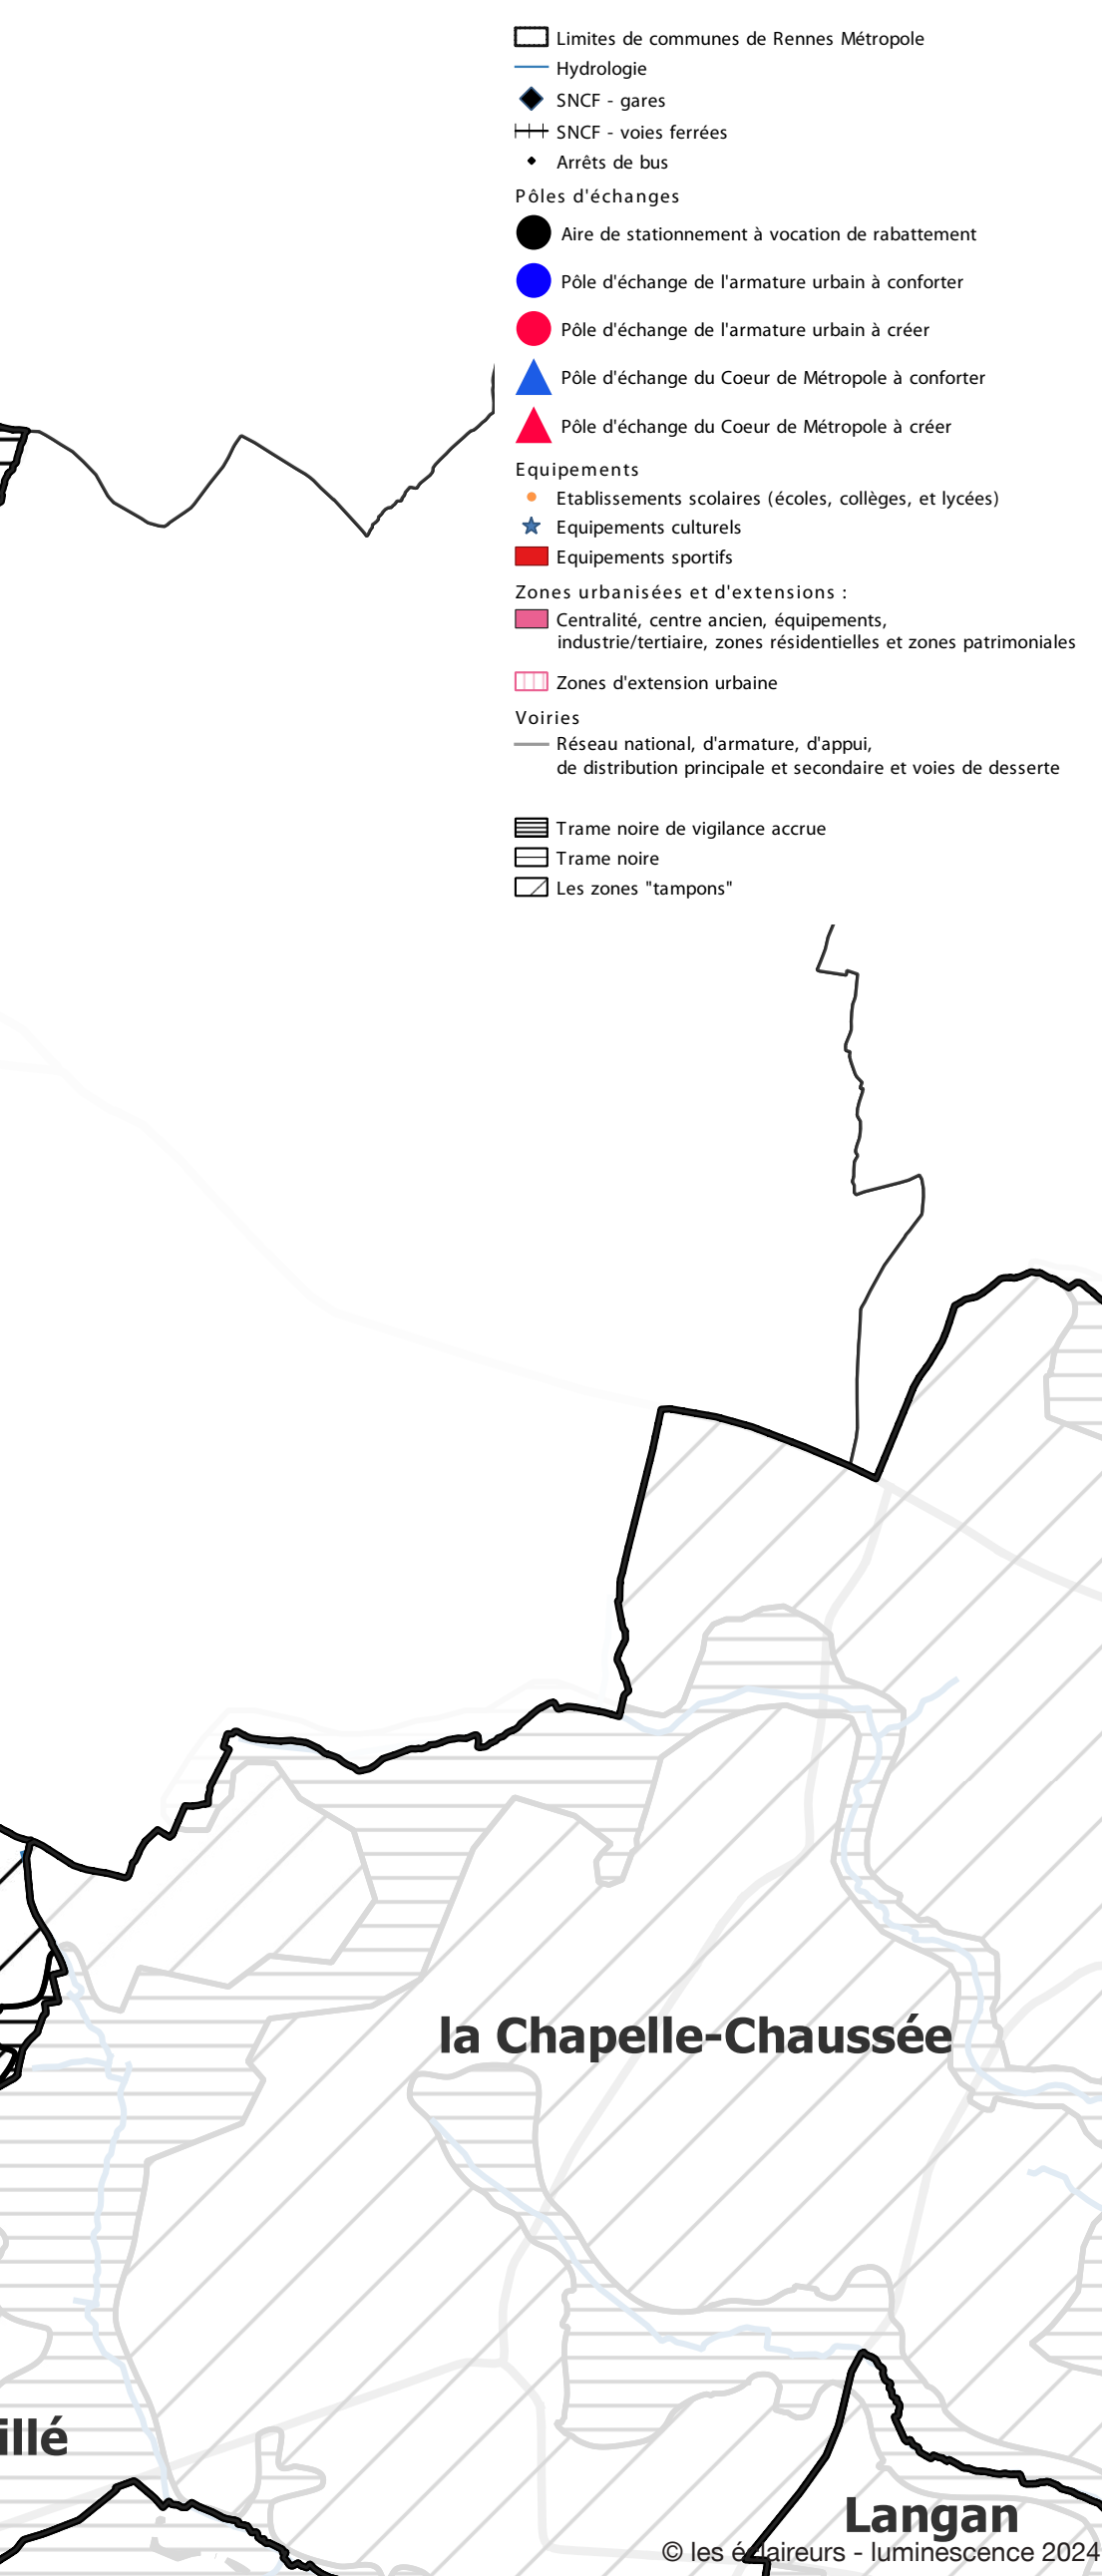 Limites de communes de Rennes Métropole
Hydrologie
SNCF - gares
SNCF - voies ferrées
Arrêts de bus
Pôles d'échanges
Aire de stationnement à vocation de rabattement
Pôle d'échange de l'armature urbain à conforter
Pôle d'échange de l'armature urbain à créer
Pôle d'échange du Coeur de Métropole à conforter
Pôle d'échange du Coeur de Métropole à créer
Equipements
Etablissements scolaires (écoles, collèges, et lycées)
Equipements culturels
Equipements sportifs
Zones urbanisées et d'extensions :
Centralité, centre ancien, équipements,
industrie/tertiaire, zones résidentielles et zones patrimoniales
Zones d'extension urbaine
Voiries
Réseau national, d'armature, d'appui,
de distribution principale et secondaire et voies de desserte
Trame noire de vigilance accrue
Trame noire
Les zones "tampons"
la Chapelle-Chaussée
illé
Langan
© les éclaireurs - luminescence 2024